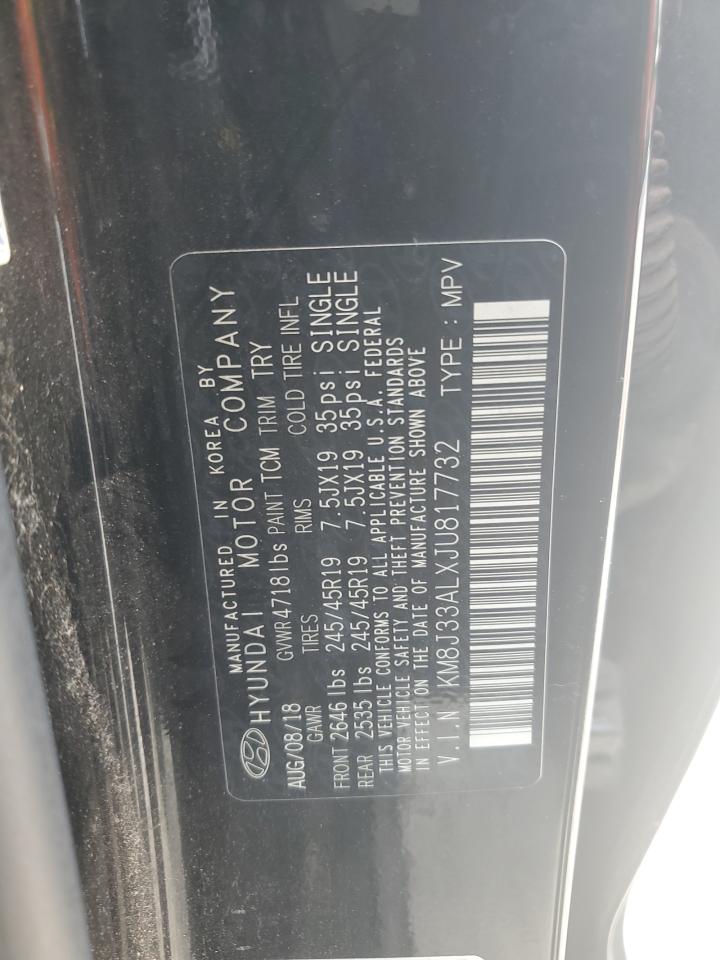 MANUFACTURED IN KOREA BY
HYUNDAI MOTOR COMPANY
AUG/08/18 GVWR 4718lbs PAINT TCM TRIM TRY
GAWR TIRES RIMS COLD TIRE INFL
FRONT 2646 lbs 245/45R19 7.5JX19 35psi SINGLE
REAR 2535 lbs 245/45R19 7.5JX19 35psi SINGLE
THIS VEHICLE CONFORMS TO ALL APPLICABLE U.S.A. FEDERAL
MOTOR VEHICLE SAFETY AND THEFT PREVENTION STANDARDS
IN EFFECT ON THE DATE OF MANUFACTURE SHOWN ABOVE
V.I.N KM8J33ALXJU817732 TYPE : MPV